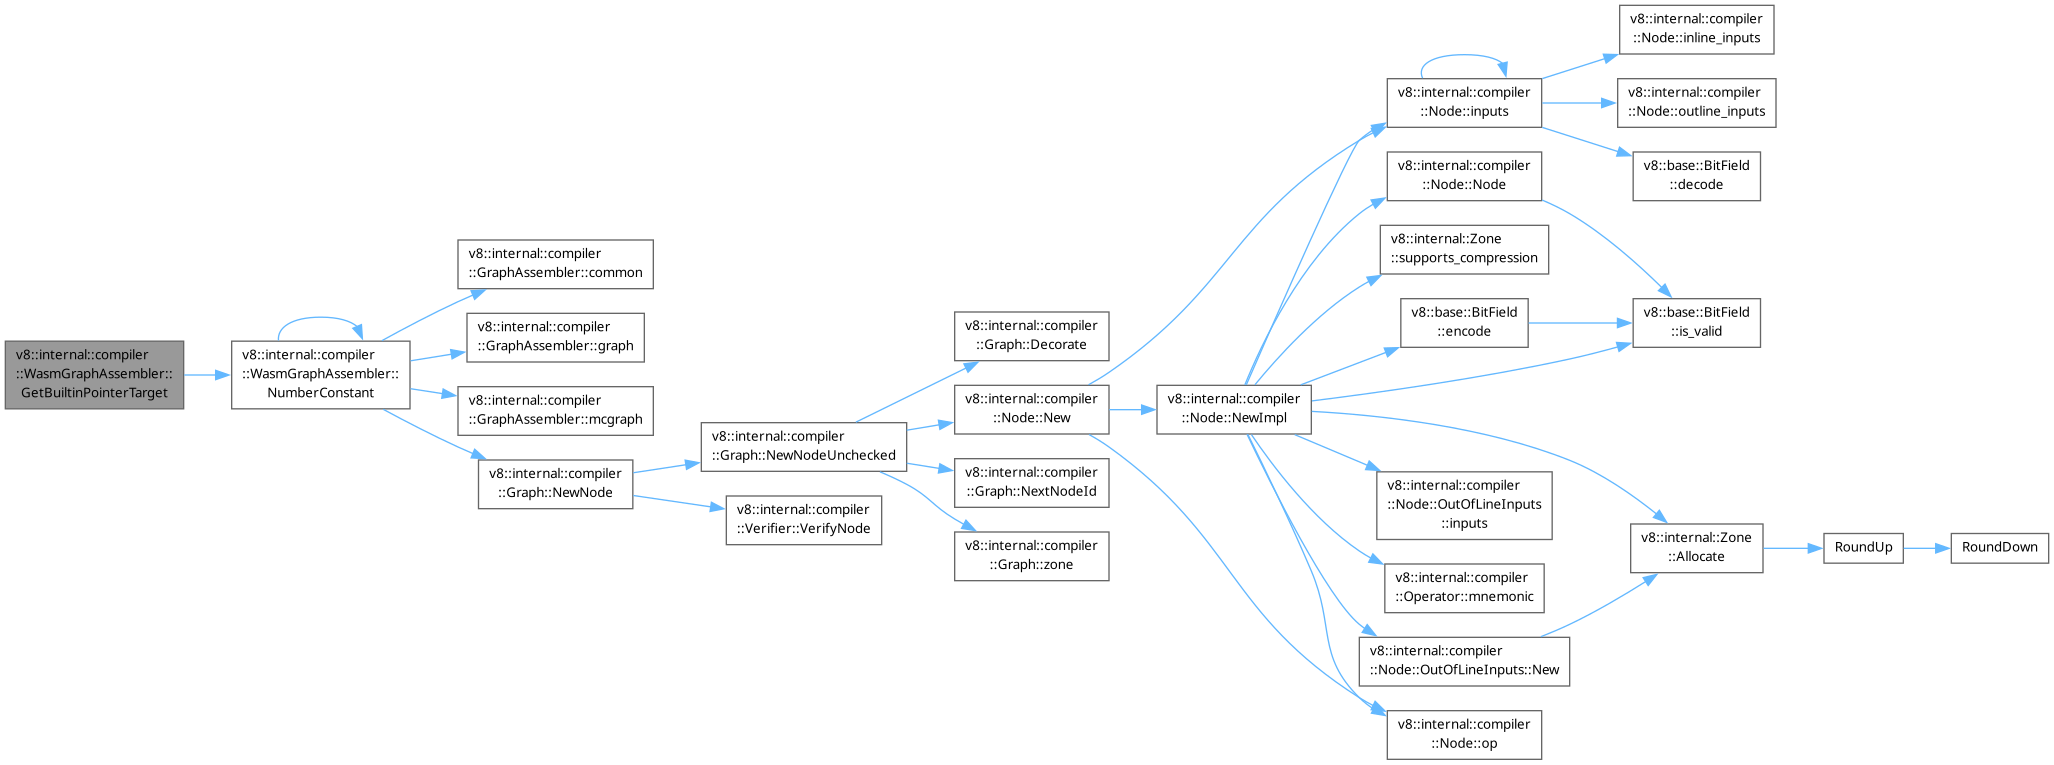 v8::internal::compiler
::WasmGraphAssembler::
GetBuiltinPointerTarget
v8::internal::compiler
::WasmGraphAssembler::
NumberConstant
v8::internal::compiler
::GraphAssembler::common
v8::internal::compiler
::GraphAssembler::graph
v8::internal::compiler
::GraphAssembler::mcgraph
v8::internal::compiler
::Graph::NewNode
v8::internal::compiler
::Graph::NewNodeUnchecked
v8::internal::compiler
::Verifier::VerifyNode
v8::internal::compiler
::Graph::Decorate
v8::internal::compiler
::Node::New
v8::internal::compiler
::Graph::NextNodeId
v8::internal::compiler
::Graph::zone
v8::internal::compiler
::Node::NewImpl
v8::internal::compiler
::Node::inputs
v8::internal::compiler
::Node::Node
v8::internal::Zone
::supports_compression
v8::base::BitField
::encode
v8::internal::compiler
::Node::OutOfLineInputs
::inputs
v8::internal::compiler
::Operator::mnemonic
v8::internal::compiler
::Node::OutOfLineInputs::New
v8::internal::compiler
::Node::op
v8::internal::compiler
::Node::inline_inputs
v8::internal::compiler
::Node::outline_inputs
v8::base::BitField
::decode
v8::base::BitField
::is_valid
v8::internal::Zone
::Allocate
RoundUp
RoundDown